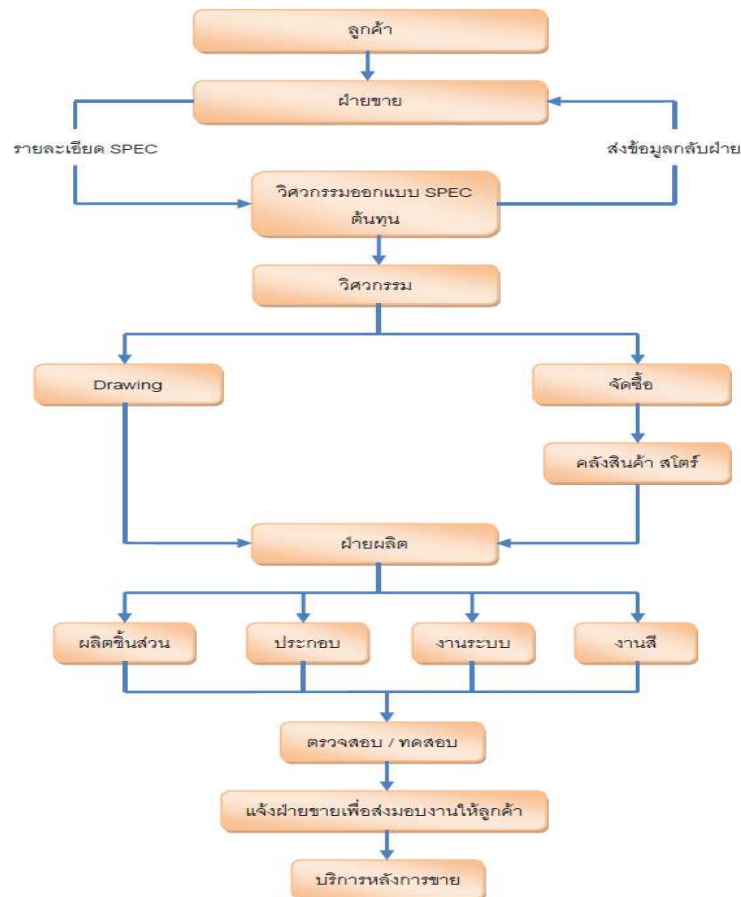 ลูกค้า
ฝ่ายขาย
รายละเอียด SPEC
ส่งข้อมูลกลับฝ่าย
วิศวกรรมออกแบบ SPEC
ต้นทุน
วิศวกรรม
Drawing
จัดซื้อ
คลังสินค้า สโตร์
ฝ่ายผลิต
ผลิตชิ้นส่วน
ประกอบ
งานระบบ
งานสี
ตรวจสอบ / ทดสอบ
แจ้งฝ่ายขายเพื่อส่งมอบงานให้ลูกค้า
บริการหลังการขาย